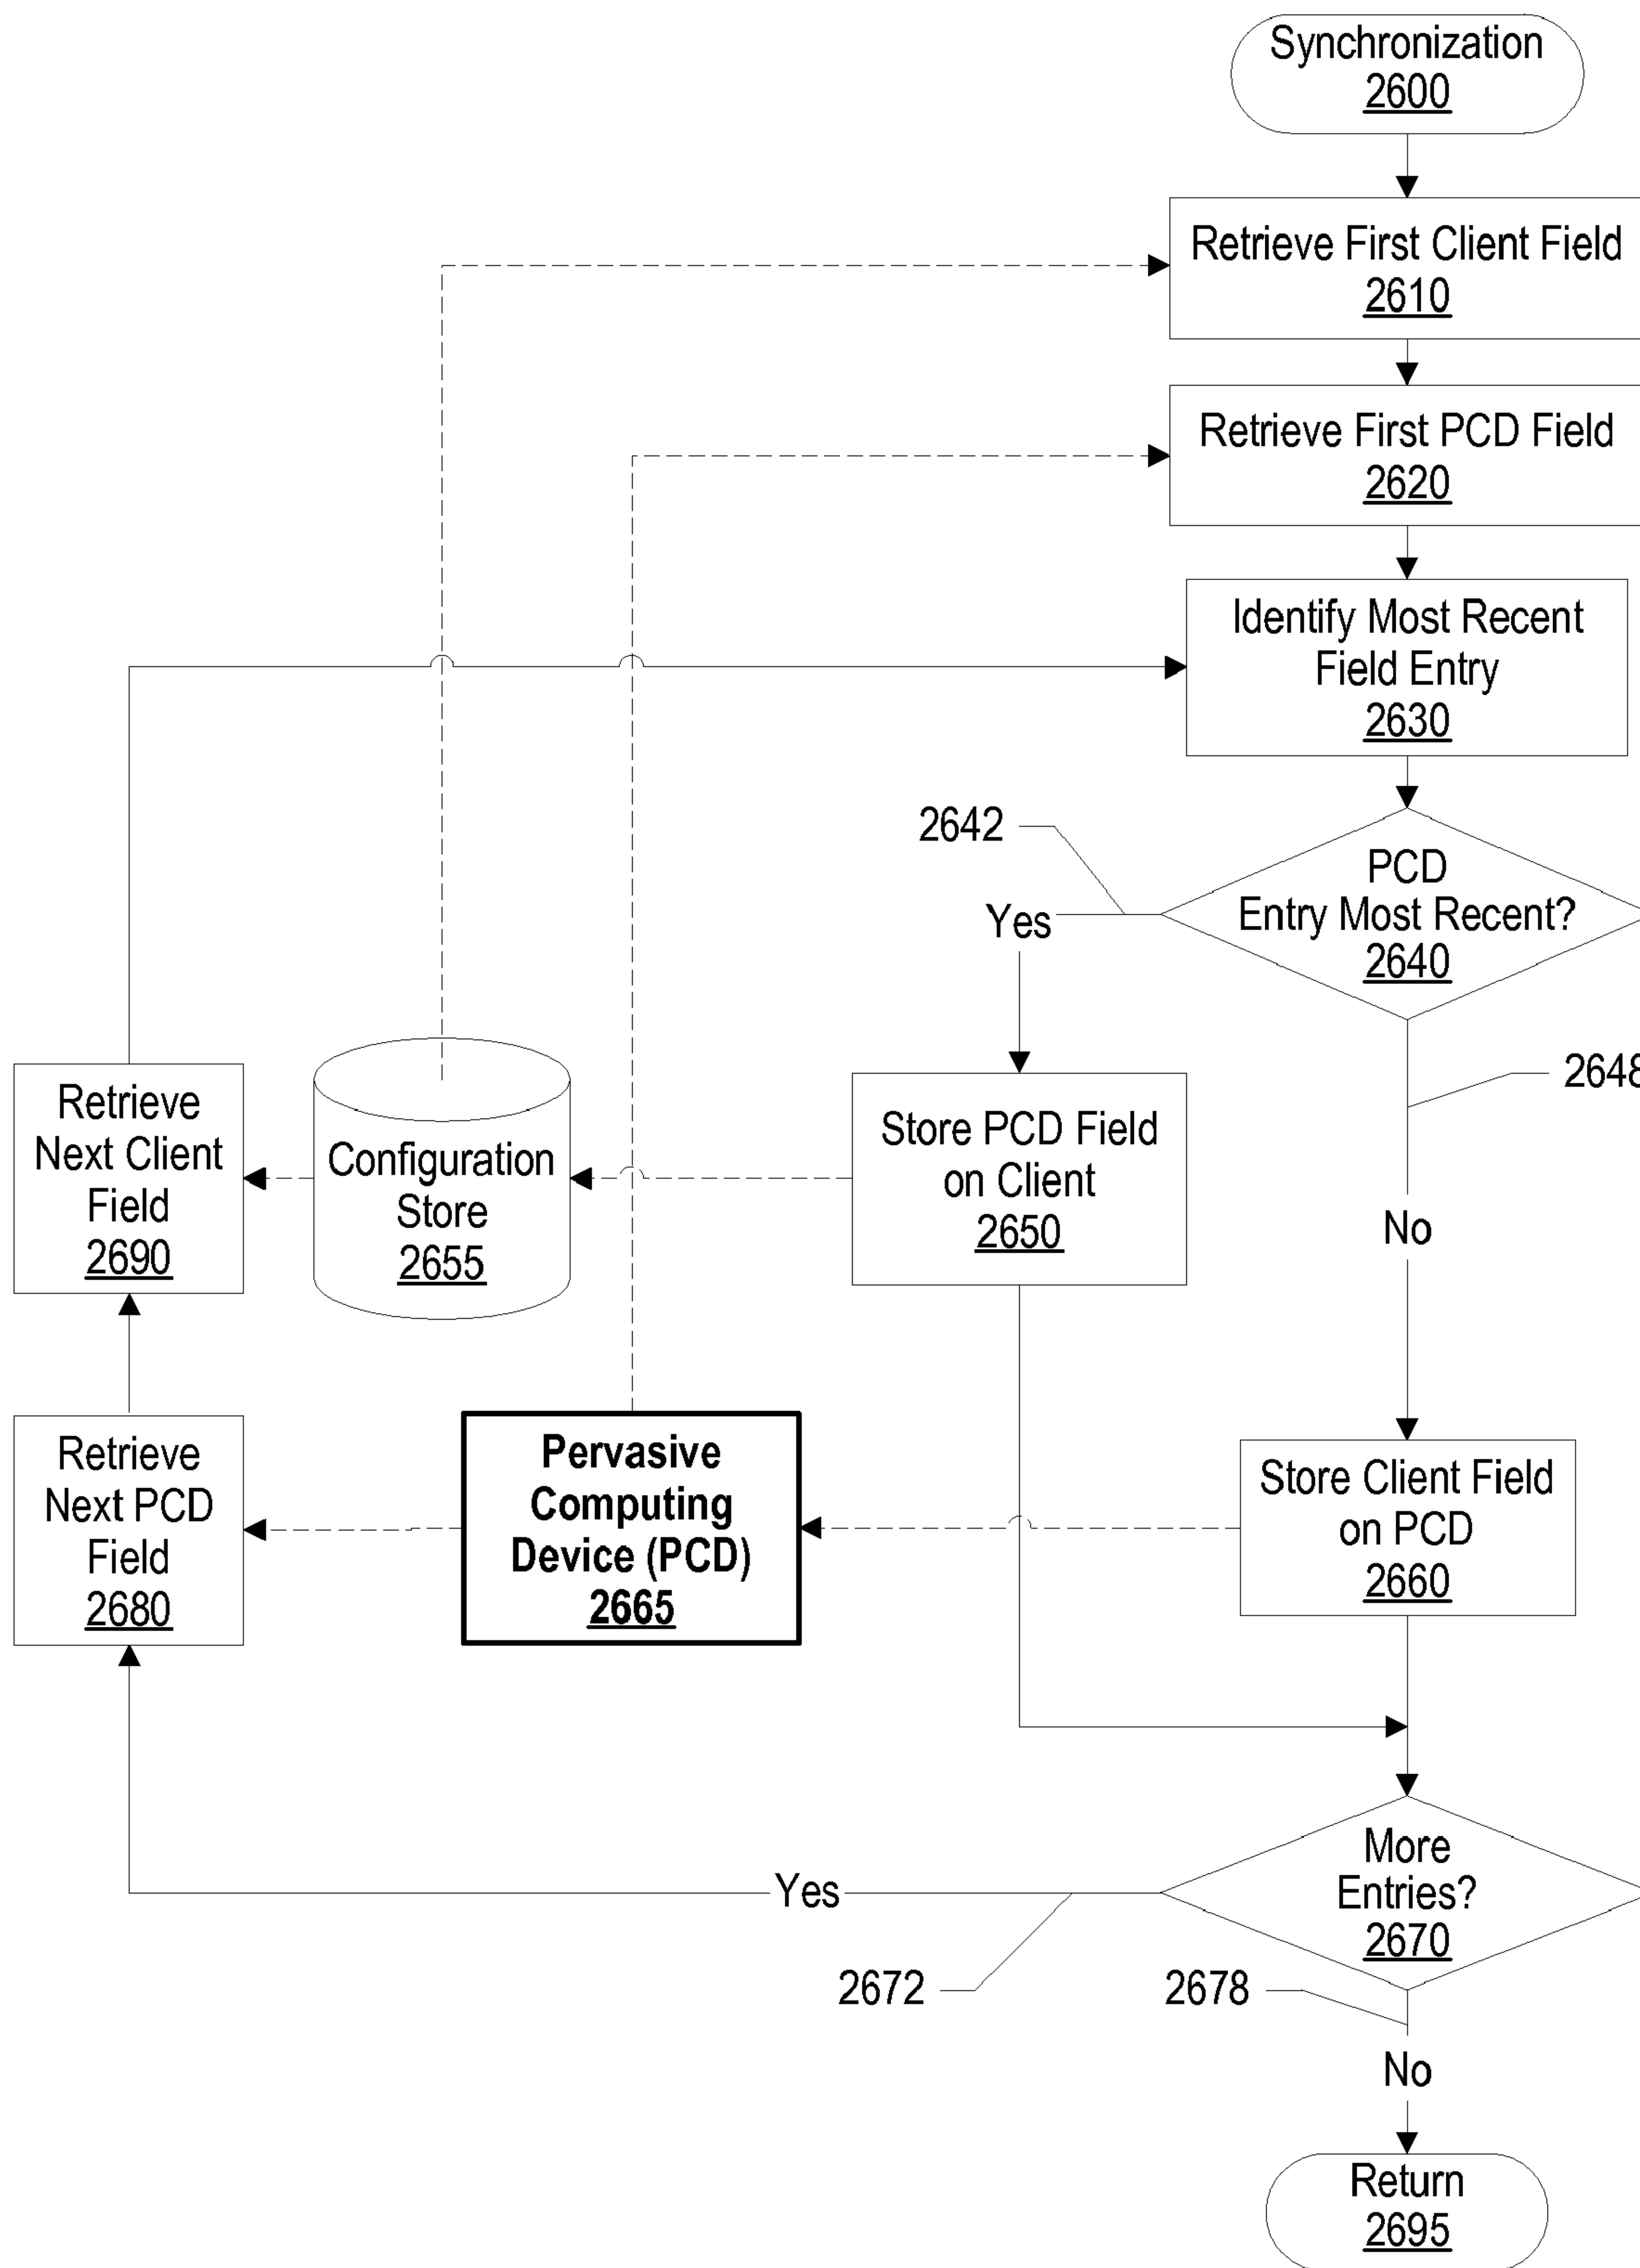 Synchronization
2600
Retrieve First Client Field
2610
Retrieve First PCD Field
2620
Identify Most Recent
Field Entry
2630
2642
PCD
Entry Most Recent?
2640
Yes
2648
Retrieve
Next Client
Field
2690
Configuration
Store
2655
Store PCD Field
on Client
2650
No
Retrieve
Next PCD
Field
2680
Pervasive
Computing
Device (PCD)
2665
Store Client Field
on PCD
2660
More
Entries?
2670
Yes
2672
2678
No
Return
2695